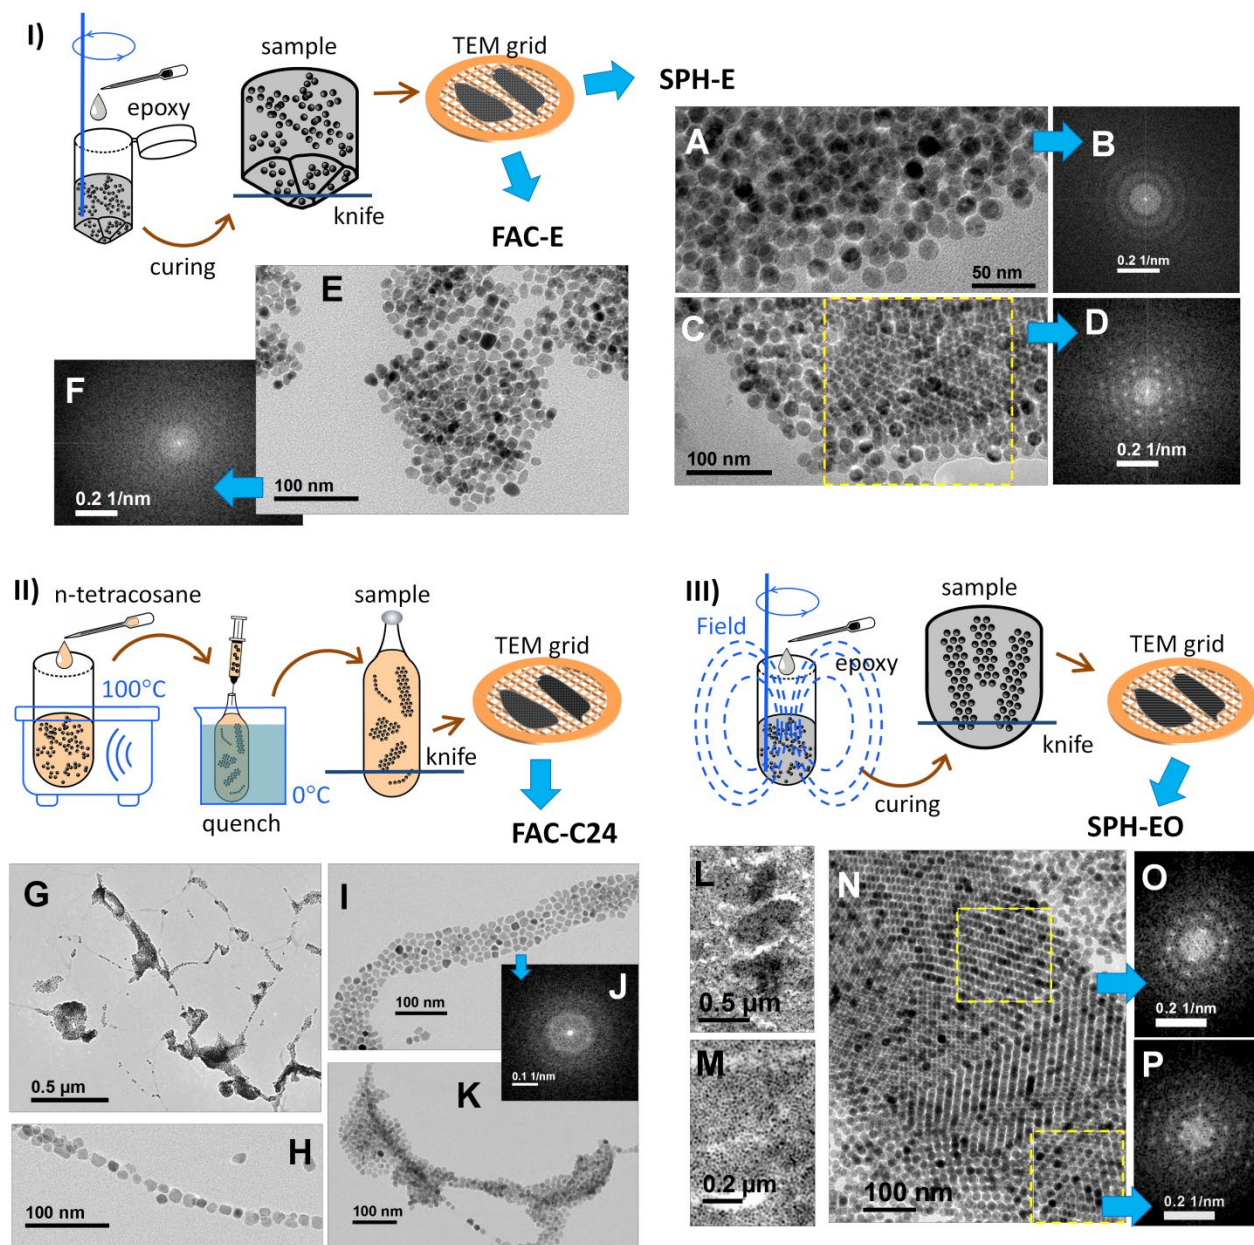 I)
sample
TEM grid
SPH-E
epoxy
knife
curing
FAC-E
A
50 nm
B
0.2 1/nm
C
100 nm
D
0.2 1/nm
E
100 nm
F
0.2 1/nm
II)
n-tetracosane
100°C
quench
0°C
sample
knife
TEM grid
FAC-C24
G
0.5 µm
H
100 nm
I
100 nm
J
0.1 1/nm
K
100 nm
III)
Field
epoxy
curing
sample
knife
TEM grid
SPH-EO
L
0.5 µm
M
0.2 µm
N
100 nm
O
0.2 1/nm
P
0.2 1/nm